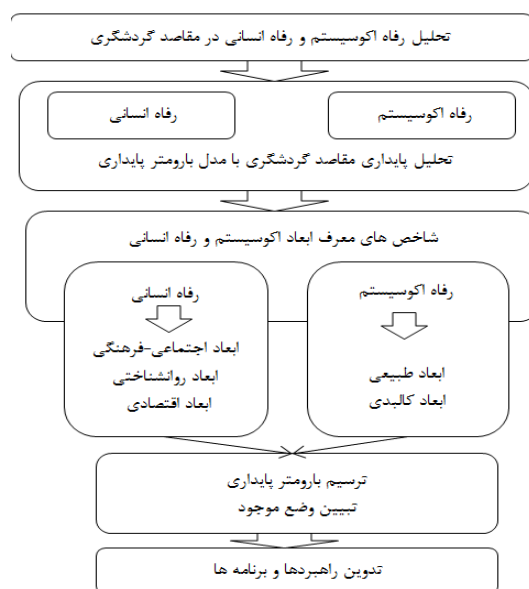 تحلیل رفاه اکوسیستم و رفاه انسانی در مقاصد گردشگری
رفاه اکوسیستم
رفاه انسانی
تحلیل پایداری مقاصد گردشگری با مدل بارومتر پایداری
شاخص های معرف ابعاد اکوسیستم و رفاه انسانی
رفاه اکوسیستم
ابعاد طبیعی
ابعاد کالبدی
رفاه انسانی
ابعاد اجتماعی-فرهنگی
ابعاد روانشناختی
ابعاد اقتصادی
ترسیم بارومتر پایداری
تبیین وضع موجود
تدوین راهبردها و برنامه ها